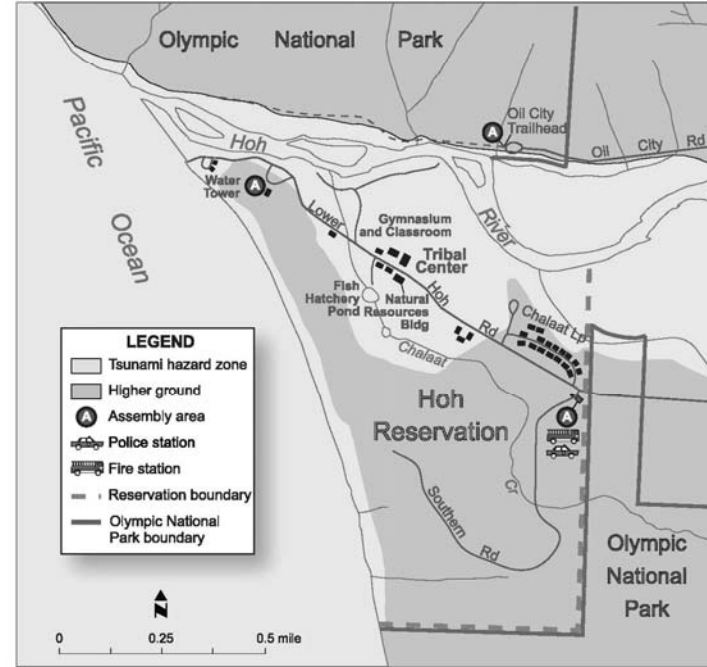 Olympic National Park
Pacific
Ocean
Hoh
River
A
Oil City
Trailhead
Oil City Rd
Water
Tower
A
Lower
Hoh
Rd
Gymnasium
and Classroom
Tribal
Center
Fish
Hatchery
Pond
Natural
Resources
Bldg
Chalaat
Cr
Chalaat Lp
Hoh
Reservation
A
Southern
Rd
Olympic
National
Park
LEGEND
Tsunami hazard zone
Higher ground
A Assembly area
Police station
Fire station
Reservation boundary
Olympic National
Park boundary
N
0 0.25 0.5 mile